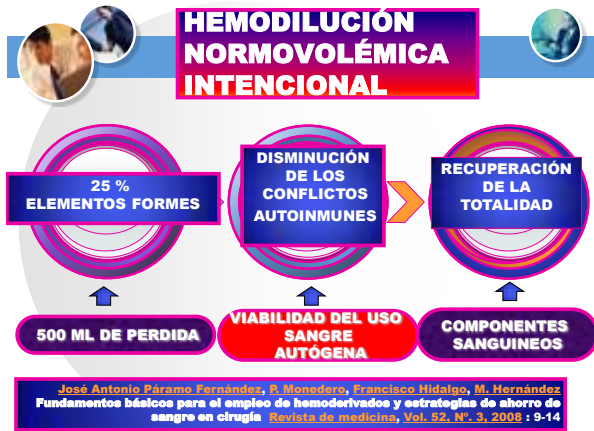 HEMODILUCIÓN
NORMOVOLÉMICA
INTENCIONAL
25 %
ELEMENTOS FORMES
DISMINUCIÓN
DE LOS
CONFLICTOS
AUTOINMUNES
RECUPERACIÓN
DE LA
TOTALIDAD
500 ML DE PERDIDA
VIABILIDAD DEL USO
SANGRE
AUTÓGENA
COMPONENTES
SANGUINEOS
José Antonio Páramo Fernández, P. Monedero, Francisco Hidalgo, M. Hernández
Fundamentos básicos para el empleo de hemoderivados y estrategias de ahorro de
sangre en cirugía Revista de medicina, Vol. 52, Nº. 3, 2008 : 9-14